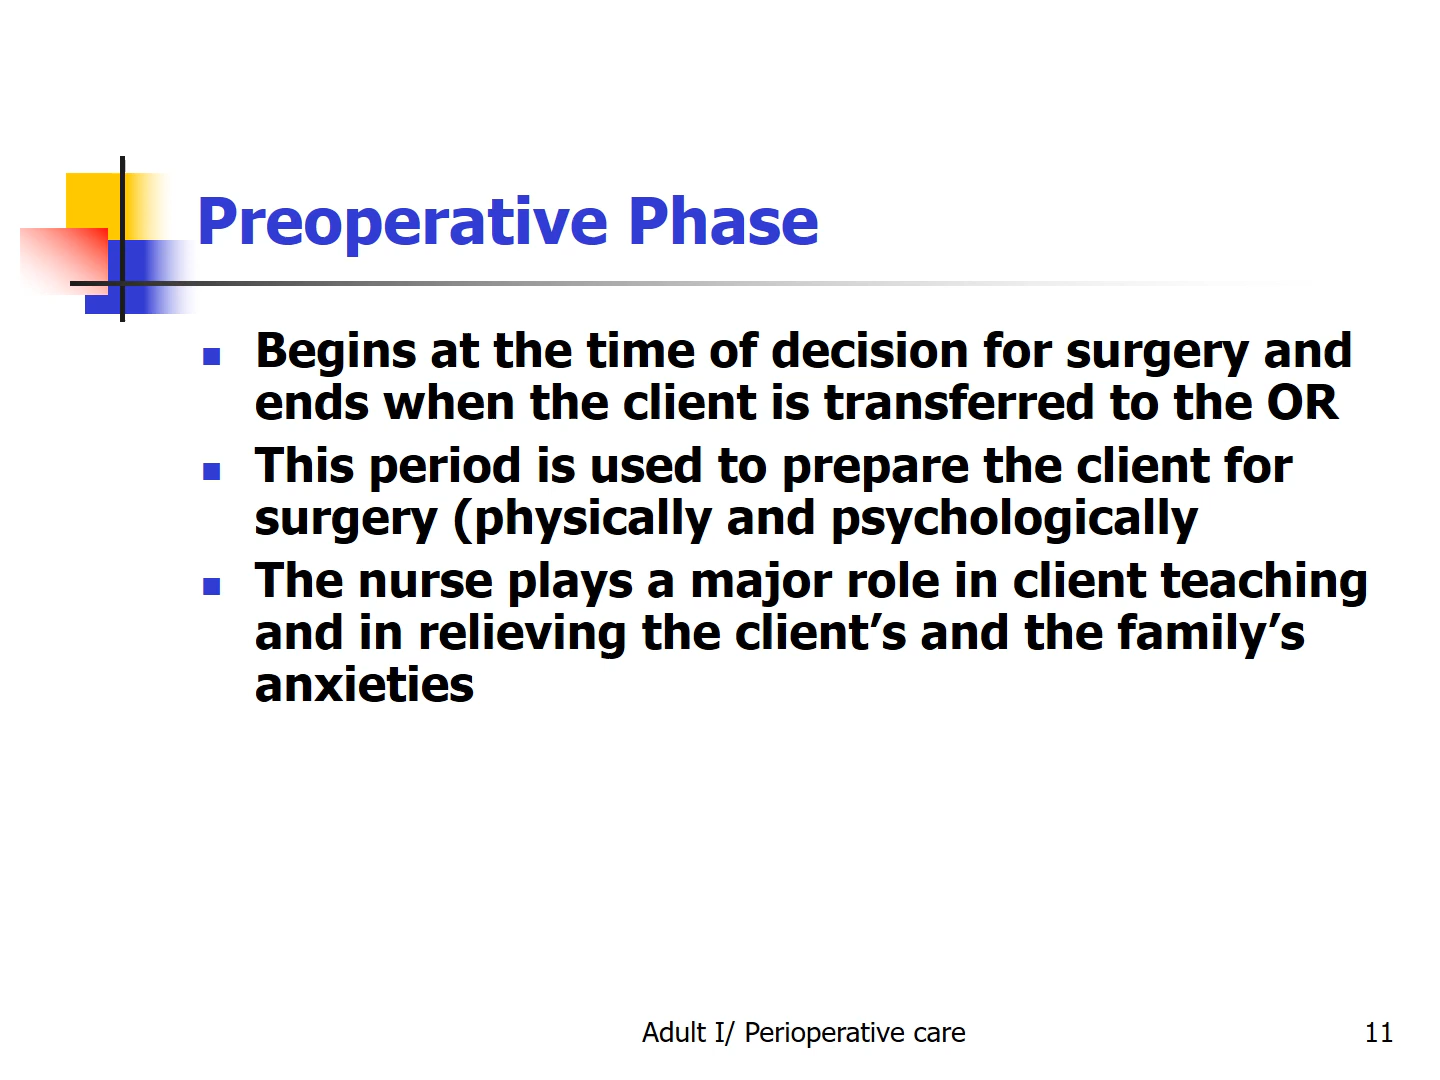 Preoperative Phase
Begins at the time of decision for surgery and
ends when the client is transferred to the OR
This period is used to prepare the client for
surgery (physically and psychologically
The nurse plays a major role in client teaching
and in relieving the client’s and the family’s
anxieties
Adult I/ Perioperative care
11